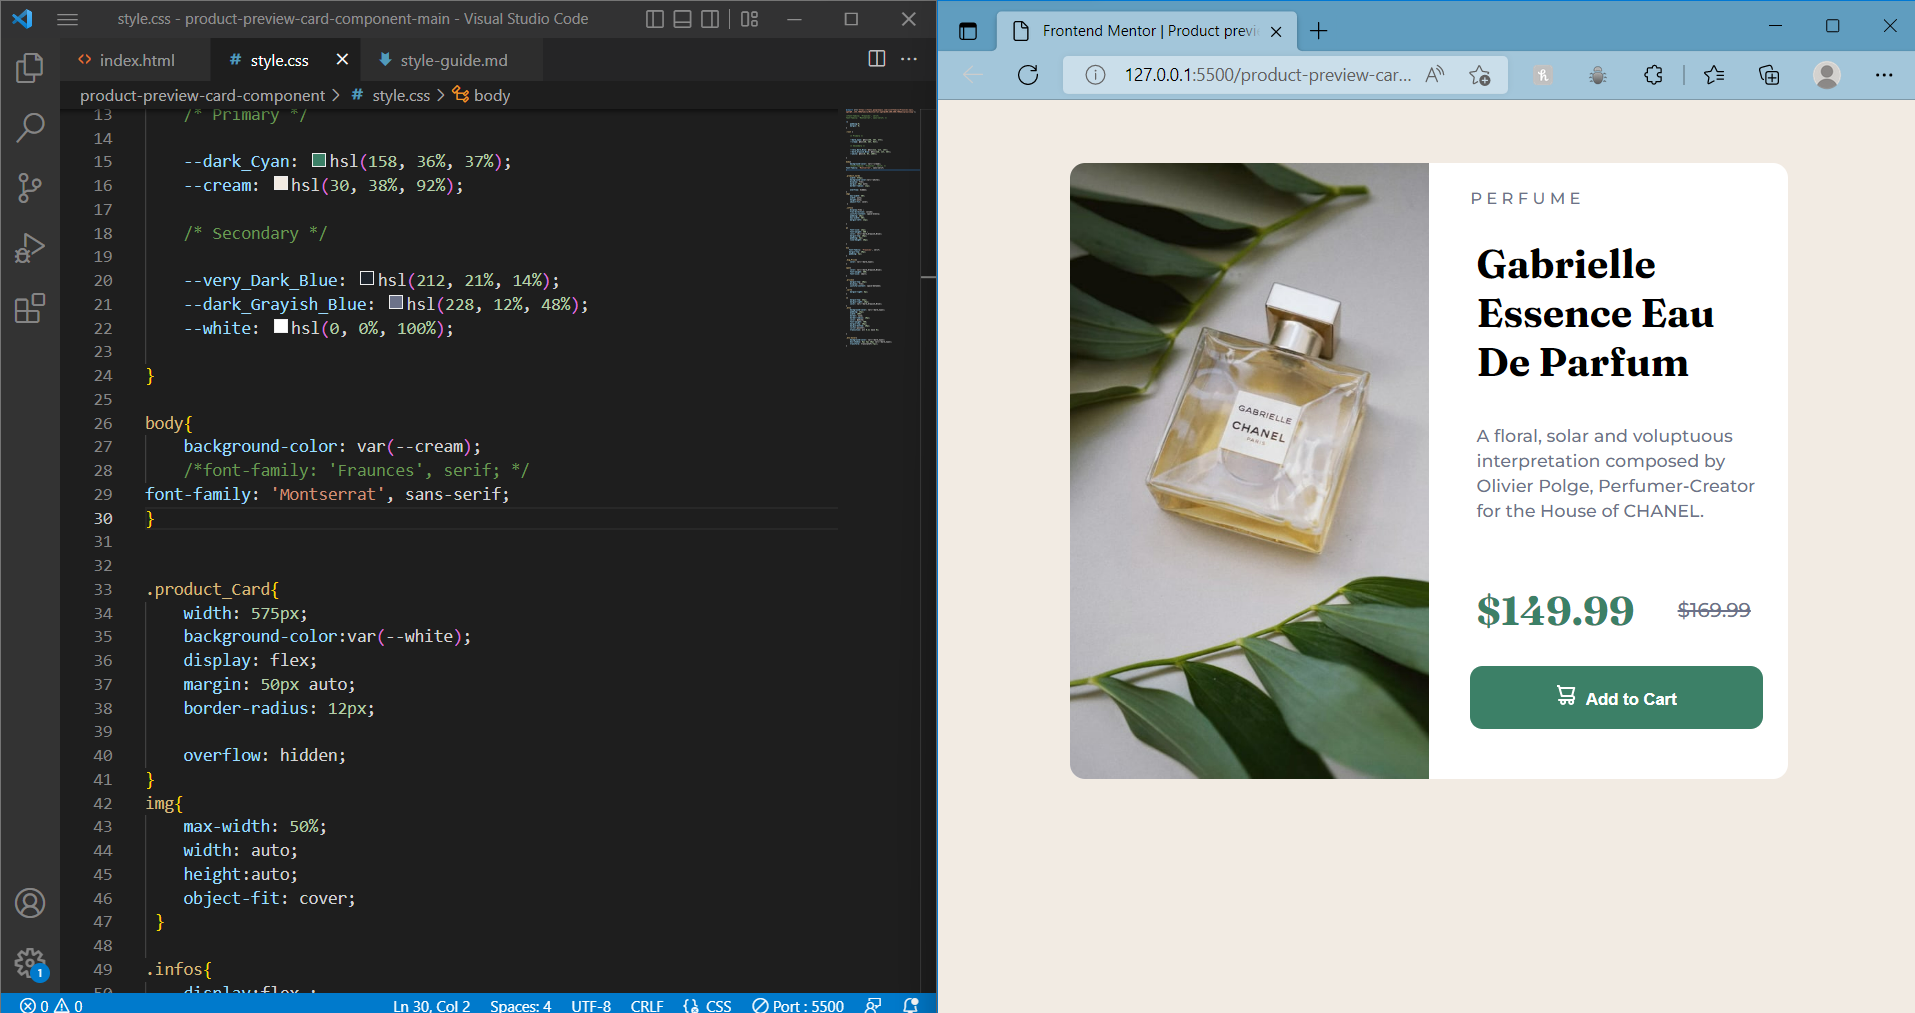 style.css - product-preview-card-component-main - Visual Studio Code
index.html
style.css
style-guide.md
product-preview-card-component > style.css > body
13 /* Primary */
14
15 --dark_Cyan: hsl(158, 36%, 37%);
16 --cream: hsl(30, 38%, 92%);
17
18 /* Secondary */
19
20 --very_Dark_Blue: hsl(212, 21%, 14%);
21 --dark_Grayish_Blue: hsl(228, 12%, 48%);
22 --white: hsl(0, 0%, 100%);
23
24 }
25
26 body{
27 background-color: var(--cream);
28 /*font-family: 'Fraunces', serif; */
29 font-family: 'Montserrat', sans-serif;
30 }
31
32
33 .product_Card{
34 width: 575px;
35 background-color:var(--white);
36 display: flex;
37 margin: 50px auto;
38 border-radius: 12px;
39
40 overflow: hidden;
41 }
42 img{
43 max-width: 50%;
44 width: auto;
45 height:auto;
46 object-fit: cover;
47 }
48
49 .infos{
50 display:flex ;
1
0 0 Ln 30, Col 2 Spaces: 4 UTF-8 CRLF {} CSS Port : 5500
Frontend Mentor | Product previ
127.0.0.1:5500/product-preview-car...
GABRIELLE
CHANEL
PARIS
PERFUME
Gabrielle
Essence Eau
De Parfum
A floral, solar and voluptuous
interpretation composed by
Olivier Polge, Perfumer-Creator
for the House of CHANEL.
$149.99 $169.99
Add to Cart